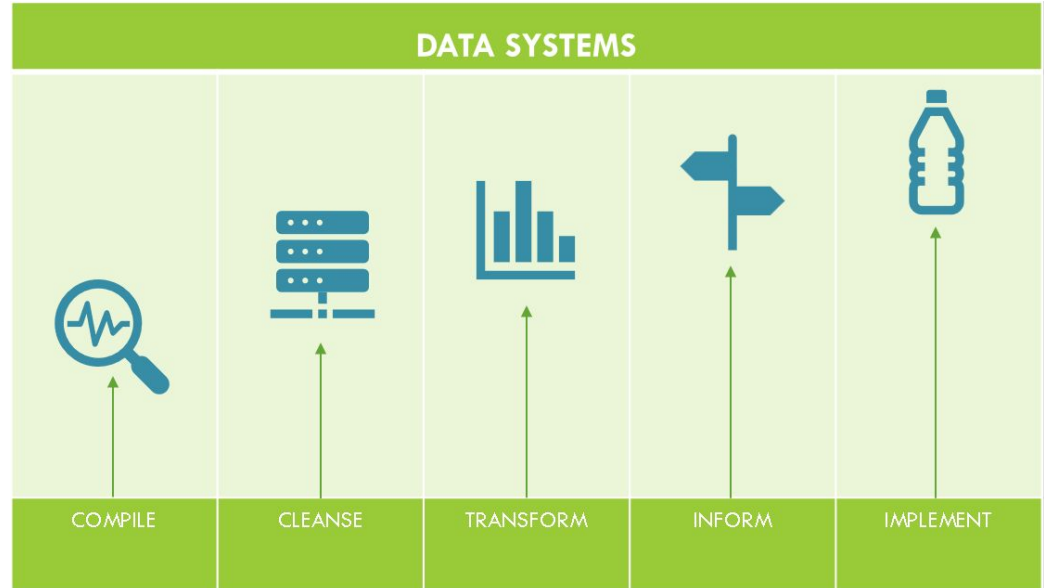 DATA SYSTEMS
COMPILE
CLEANSE
TRANSFORM
INFORM
IMPLEMENT